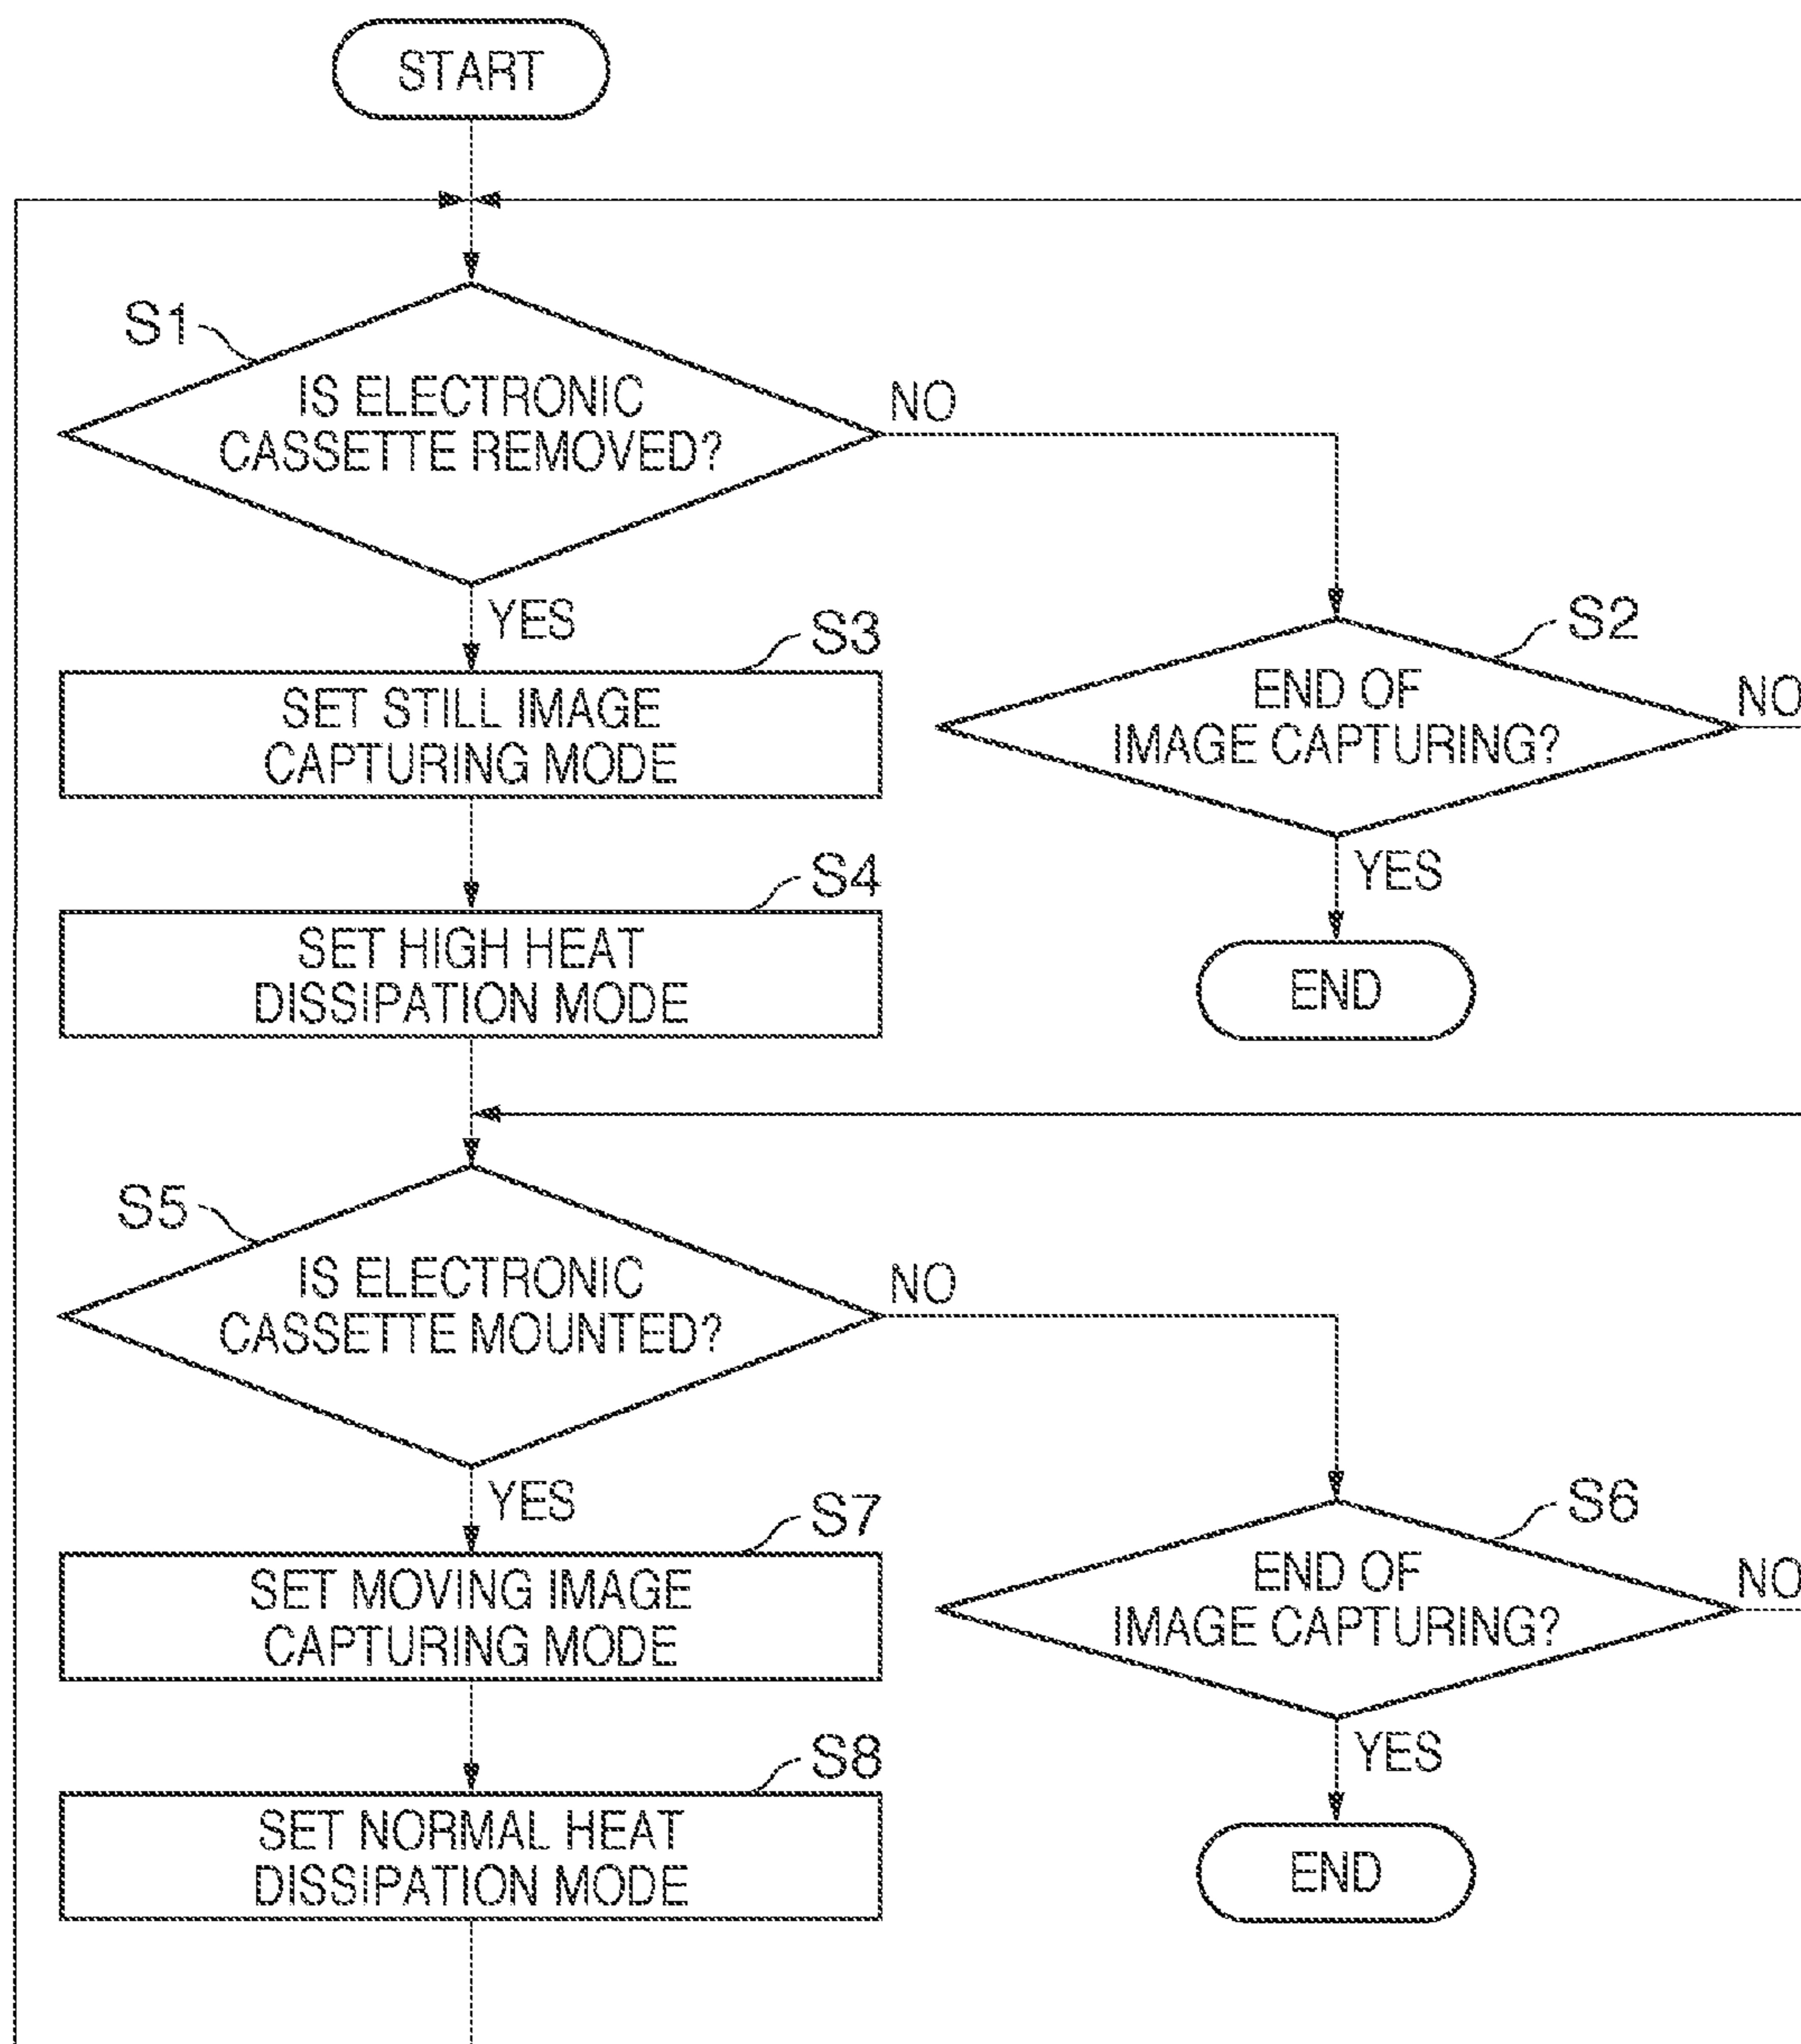 START
S1
IS ELECTRONIC
CASSETTE REMOVED?
NO
YES
S2
END OF
IMAGE CAPTURING?
NO
YES
END
S3
SET STILL IMAGE
CAPTURING MODE
S4
SET HIGH HEAT
DISSIPATION MODE
S5
IS ELECTRONIC
CASSETTE MOUNTED?
NO
YES
S6
END OF
IMAGE CAPTURING?
NO
YES
END
S7
SET MOVING IMAGE
CAPTURING MODE
S8
SET NORMAL HEAT
DISSIPATION MODE